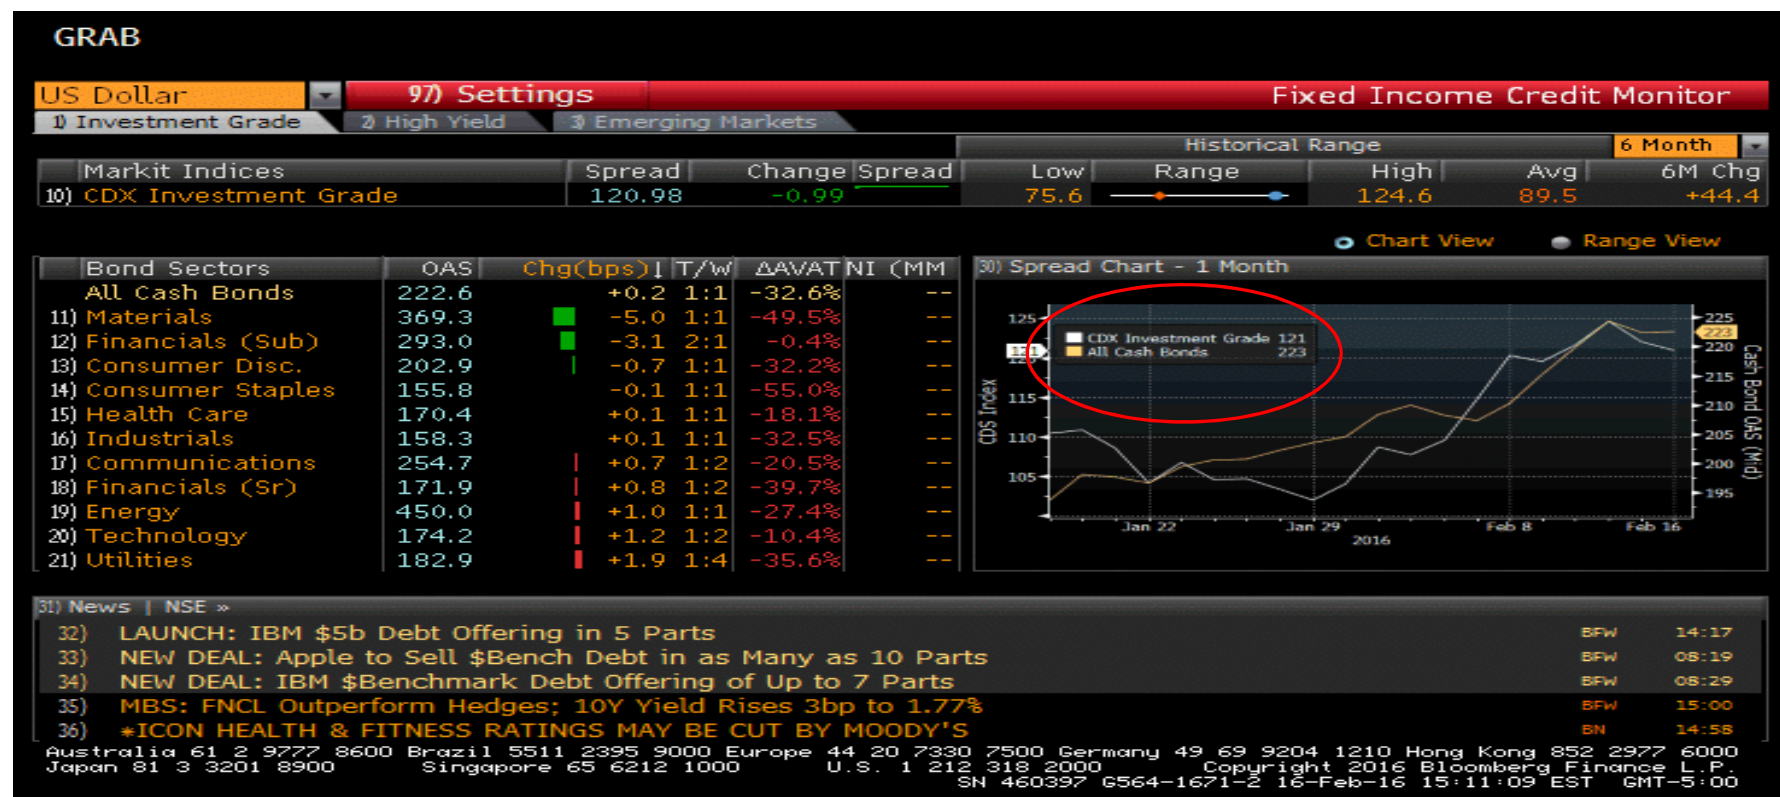 GRAB
US Dollar 97) Settings Fixed Income Credit Monitor
1) Investment Grade 2) High Yield 3) Emerging Markets
Historical Range 6 Month
Markit Indices Spread Change Spread Low Range High Avg 6M Chg
10) CDX Investment Grade 120.98 -0.99 75.6 124.6 89.5 +44.4
Chart View Range View
Bond Sectors OAS Chg(bps)↓ T/W ΔAVAT NI (MM
All Cash Bonds 222.6 +0.2 1:1 -32.6% --
11) Materials 369.3 -5.0 1:1 -49.5% --
12) Financials (Sub) 293.0 -3.1 2:1 -0.4% --
13) Consumer Disc. 202.9 -0.7 1:1 -32.2% --
14) Consumer Staples 155.8 -0.1 1:1 -55.0% --
15) Health Care 170.4 +0.1 1:1 -18.1% --
16) Industrials 158.3 +0.1 1:1 -32.5% --
17) Communications 254.7 +0.7 1:2 -20.5% --
18) Financials (Sr) 171.9 +0.8 1:2 -39.7% --
19) Energy 450.0 +1.0 1:1 -27.4% --
20) Technology 174.2 +1.2 1:2 -10.4% --
21) Utilities 182.9 +1.9 1:4 -35.6% --
30) Spread Chart - 1 Month
CDX Investment Grade 121
All Cash Bonds 223
125
121
115
110
105
CDS Index
225
223
220
215
210
205
200
195
Cash Bond OAS (Mid)
Jan 22 Jan 29 Feb 8 Feb 16
2016
31) News | NSE »
32) LAUNCH: IBM $5b Debt Offering in 5 Parts BFW 14:17
33) NEW DEAL: Apple to Sell $Bench Debt in as Many as 10 Parts BFW 08:19
34) NEW DEAL: IBM $Benchmark Debt Offering of Up to 7 Parts BFW 08:29
35) MBS: FNCL Outperform Hedges; 10Y Yield Rises 3bp to 1.77% BFW 15:00
36) *ICON HEALTH & FITNESS RATINGS MAY BE CUT BY MOODY'S BN 14:58
Australia 61 2 9777 8600 Brazil 5511 2395 9000 Europe 44 20 7330 7500 Germany 49 69 9204 1210 Hong Kong 852 2977 6000
Japan 81 3 3201 8900 Singapore 65 6212 1000 U.S. 1 212 318 2000 Copyright 2016 Bloomberg Finance L.P.
SN 460397 G564-1671-2 16-Feb-16 15:11:09 EST GMT-5:00